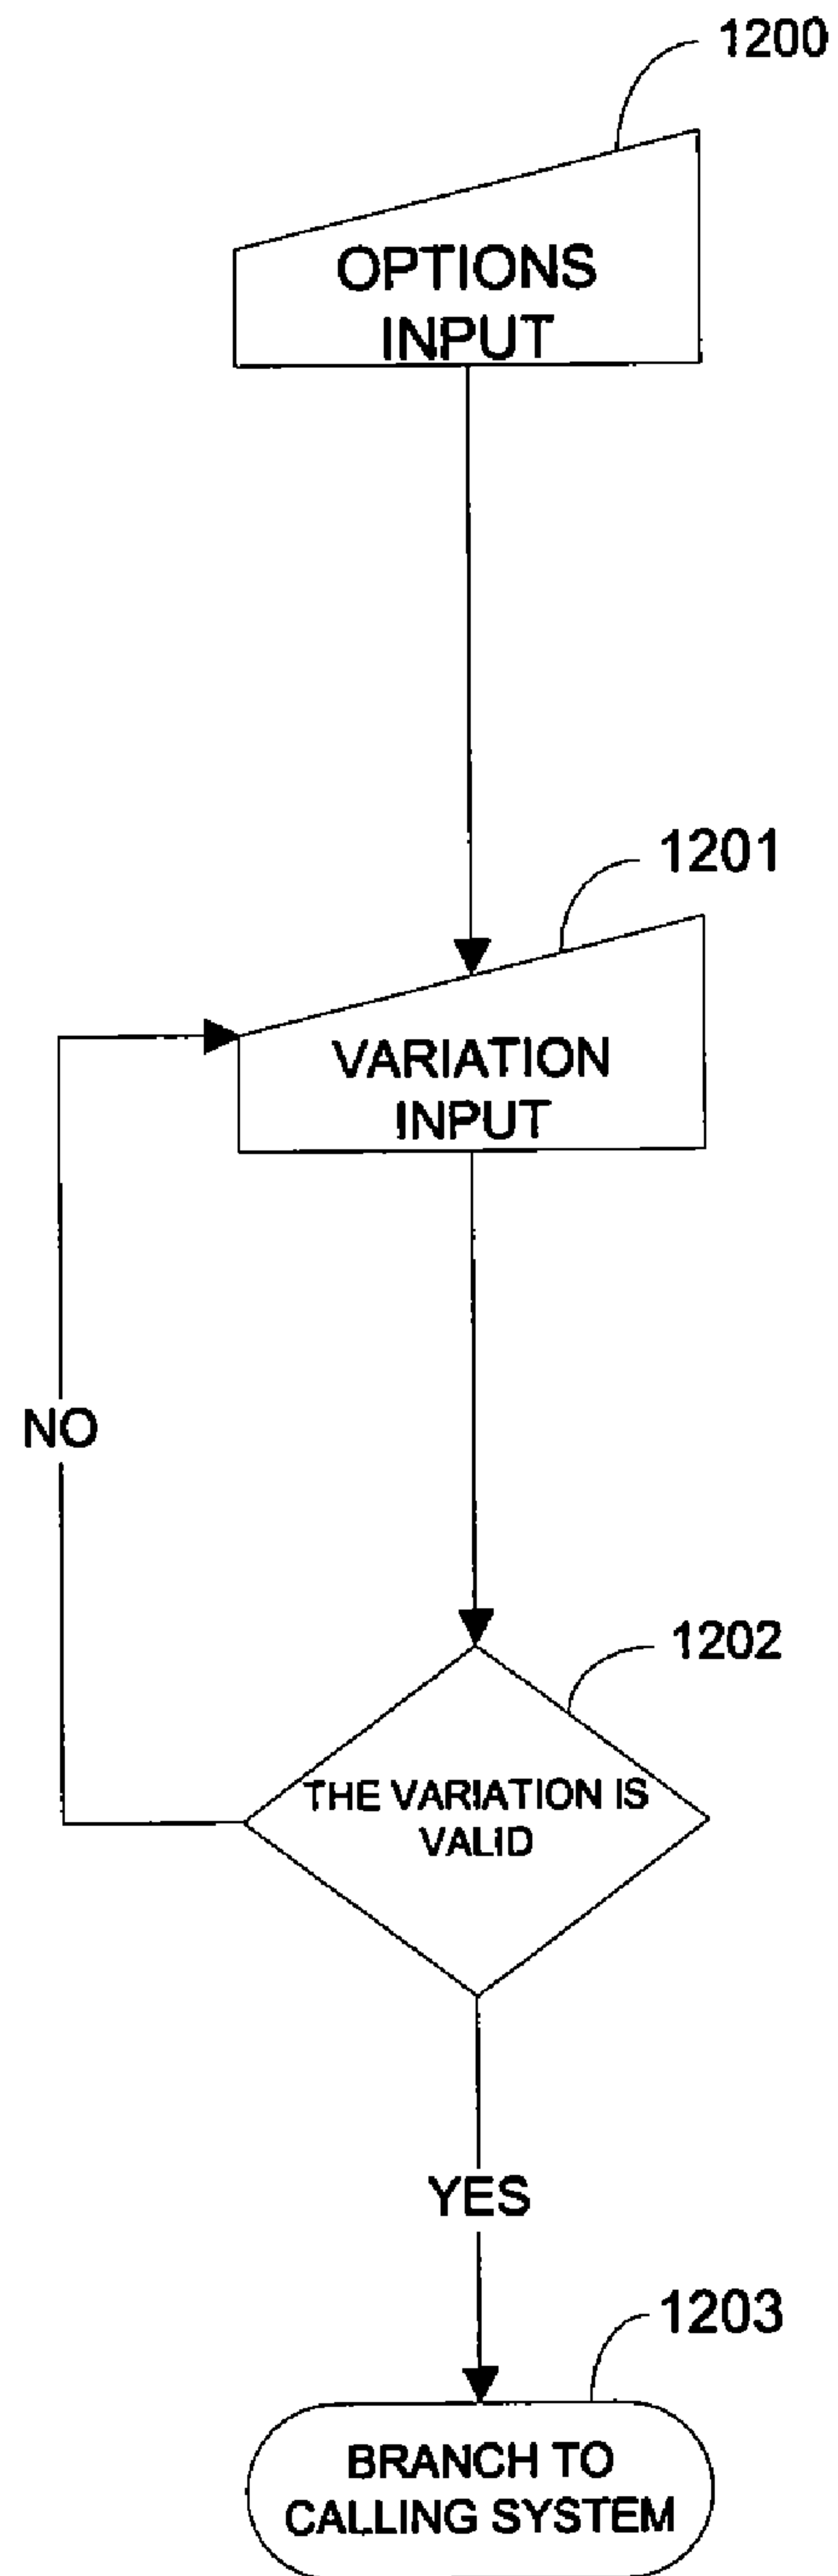 1200
OPTIONS
INPUT
1201
VARIATION
INPUT
NO
1202
THE VARIATION IS
VALID
YES
1203
BRANCH TO
CALLING SYSTEM